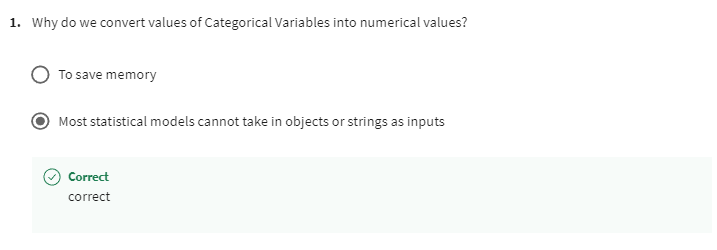 1. Why do we convert values of Categorical Variables into numerical values?
To save memory
Most statistical models cannot take in objects or strings as inputs
Correct
correct